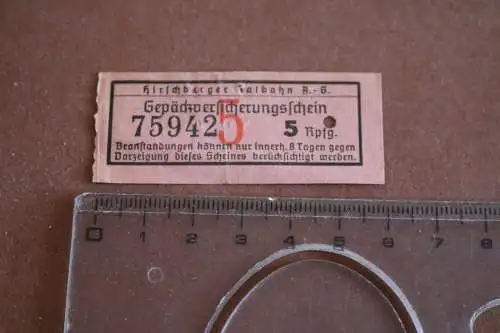 Hirschberger Talbahn A.-G.
Gepäckversicherungsschein
75942 5 5 Rpfg.
Beanstandungen können nur innerh. 8 Tagen gegen
Vorzeigung dieses Scheines berücksichtigt werden.
0 1 2 3 4 5 6 7 8